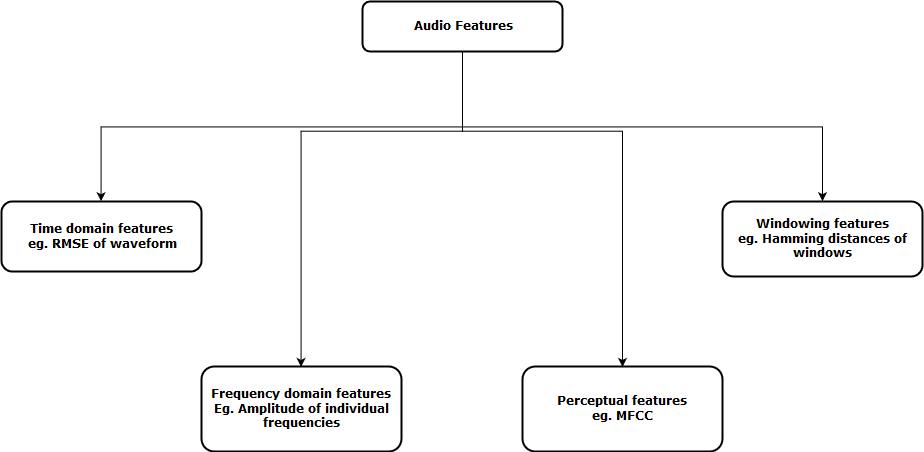 Audio Features
Time domain features
eg. RMSE of waveform
Windowing features
eg. Hamming distances of
windows
Frequency domain features
Eg. Amplitude of individual
frequencies
Perceptual features
eg. MFCC